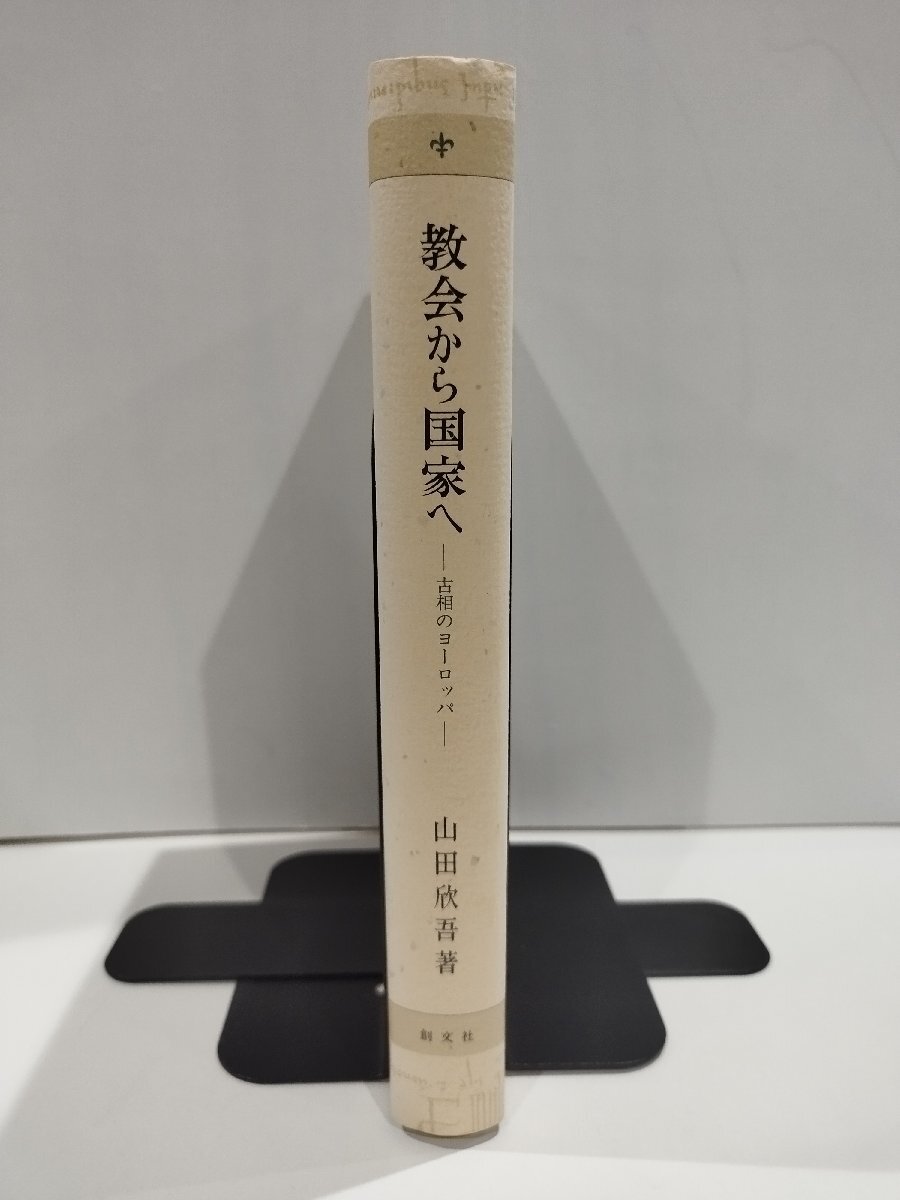 教会から国家へ
―古相のヨーロッパ―
山田欣吾著
創文社